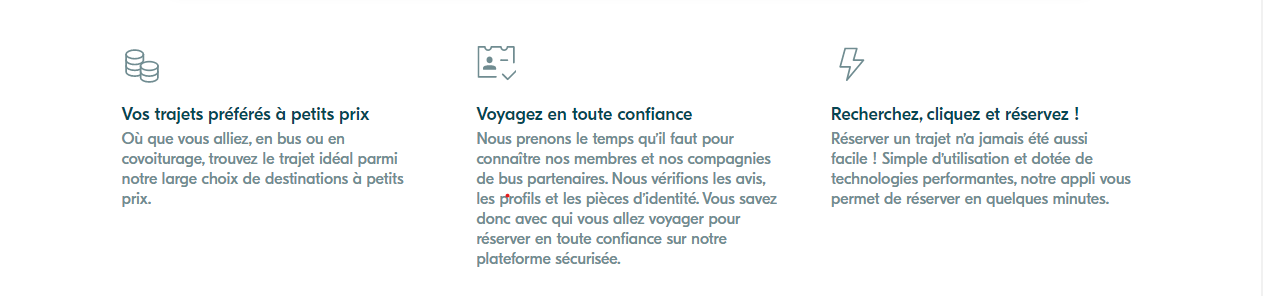 Vos trajets préférés à petits prix
Où que vous alliez, en bus ou en
covoiturage, trouvez le trajet idéal parmi
notre large choix de destinations à petits
prix.
Voyagez en toute confiance
Nous prenons le temps qu'il faut pour
connaître nos membres et nos compagnies
de bus partenaires. Nous vérifions les avis,
les profils et les pièces d'identité. Vous savez
donc avec qui vous allez voyager pour
réserver en toute confiance sur notre
plateforme sécurisée.
Recherchez, cliquez et réservez !
Réserver un trajet n'a jamais été aussi
facile ! Simple d'utilisation et dotée de
technologies performantes, notre appli vous
permet de réserver en quelques minutes.